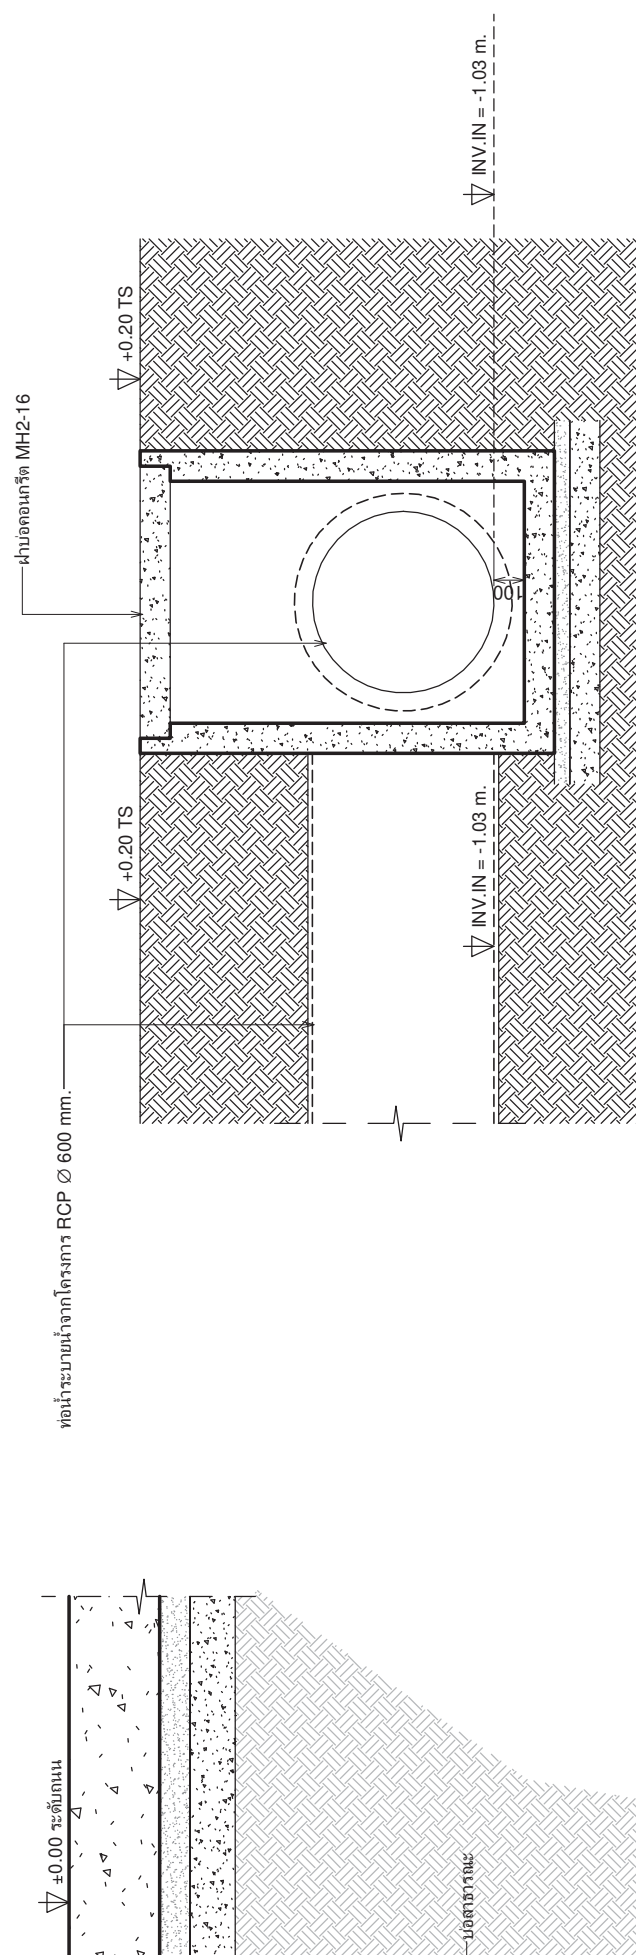 ฝาบ่อคอนกรีต MH2-16
+0.20 TS
INV.IN = -1.03 m.
100
+0.20 TS
INV.IN = -1.03 m.
ท่อน้ำระบายน้ำจากโครงการ RCP Ø 600 mm.
±0.00 ระดับถนน
บ่อสาธารณะ